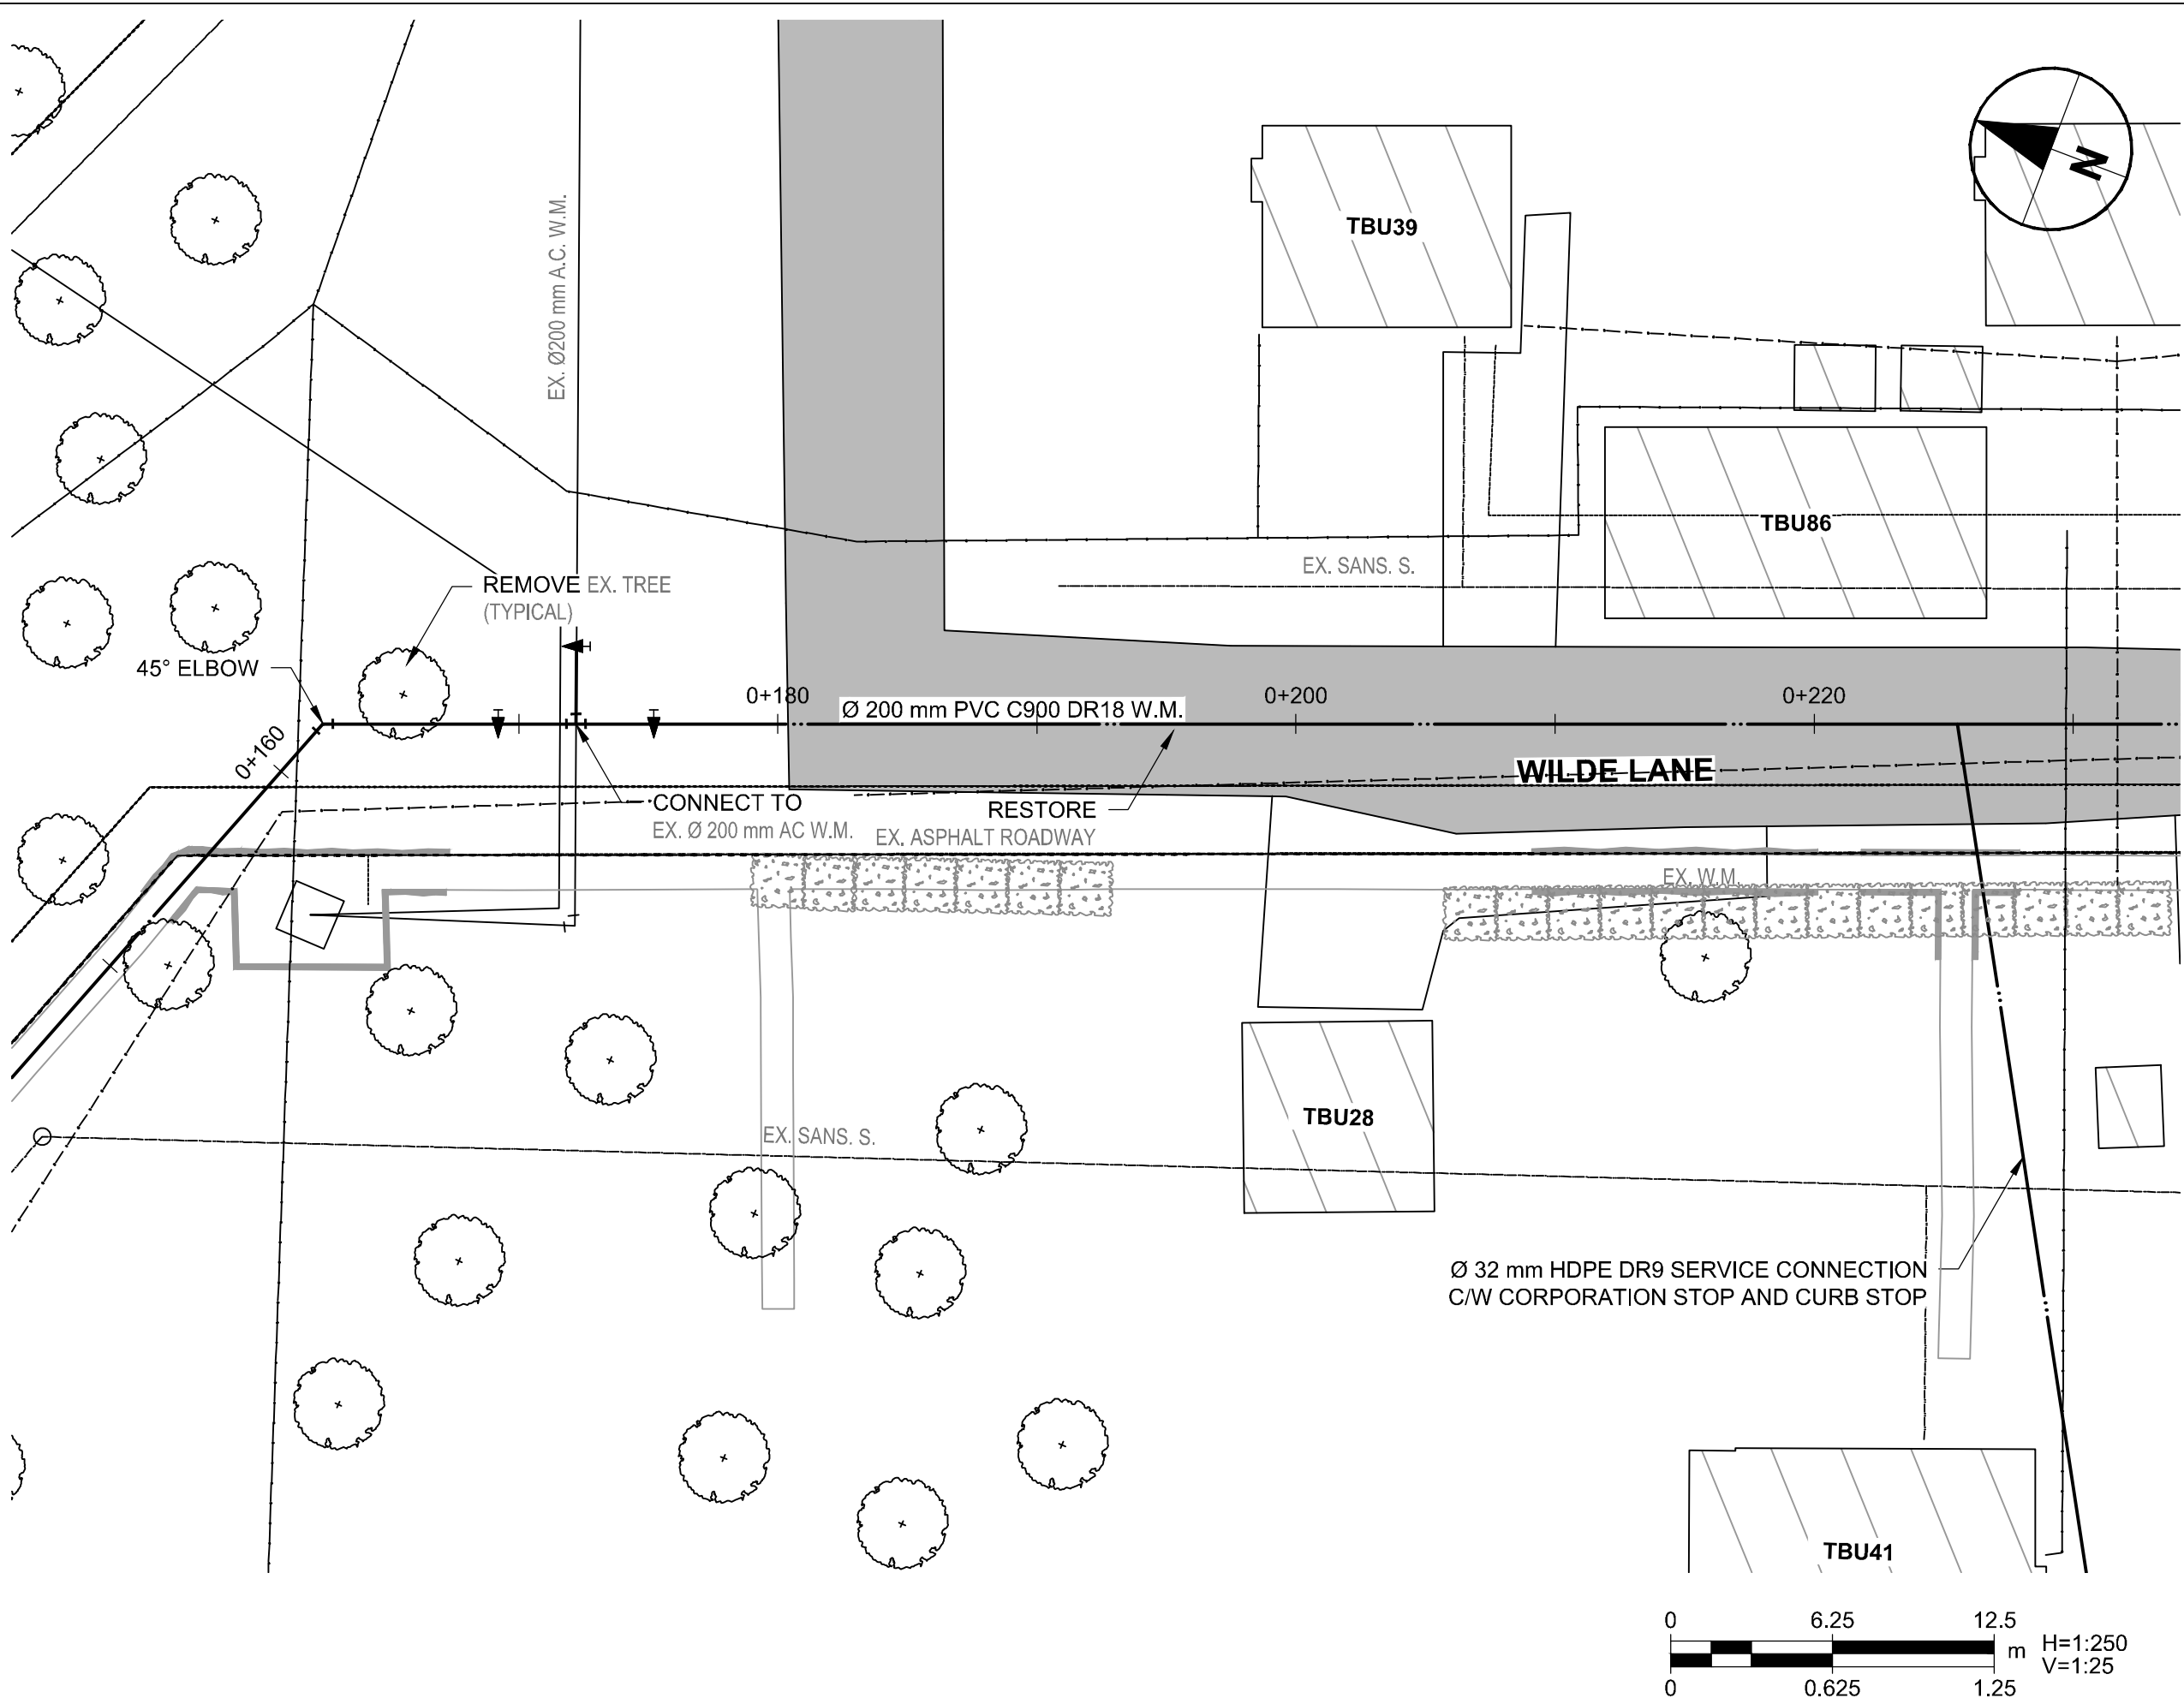 N
TBU39
EX. Ø200 mm A.C. W.M.
TBU86
EX. SANS. S.
REMOVE EX. TREE
(TYPICAL)
45° ELBOW
0+160
0+180
0+200
0+220
Ø 200 mm PVC C900 DR18 W.M.
WILDE LANE
CONNECT TO
EX. Ø 200 mm AC W.M.
RESTORE
EX. ASPHALT ROADWAY
EX. W.M.
TBU28
EX. SANS. S.
Ø 32 mm HDPE DR9 SERVICE CONNECTION
C/W CORPORATION STOP AND CURB STOP
TBU41
0 6.25 12.5
m H=1:250
V=1:25
0 0.625 1.25